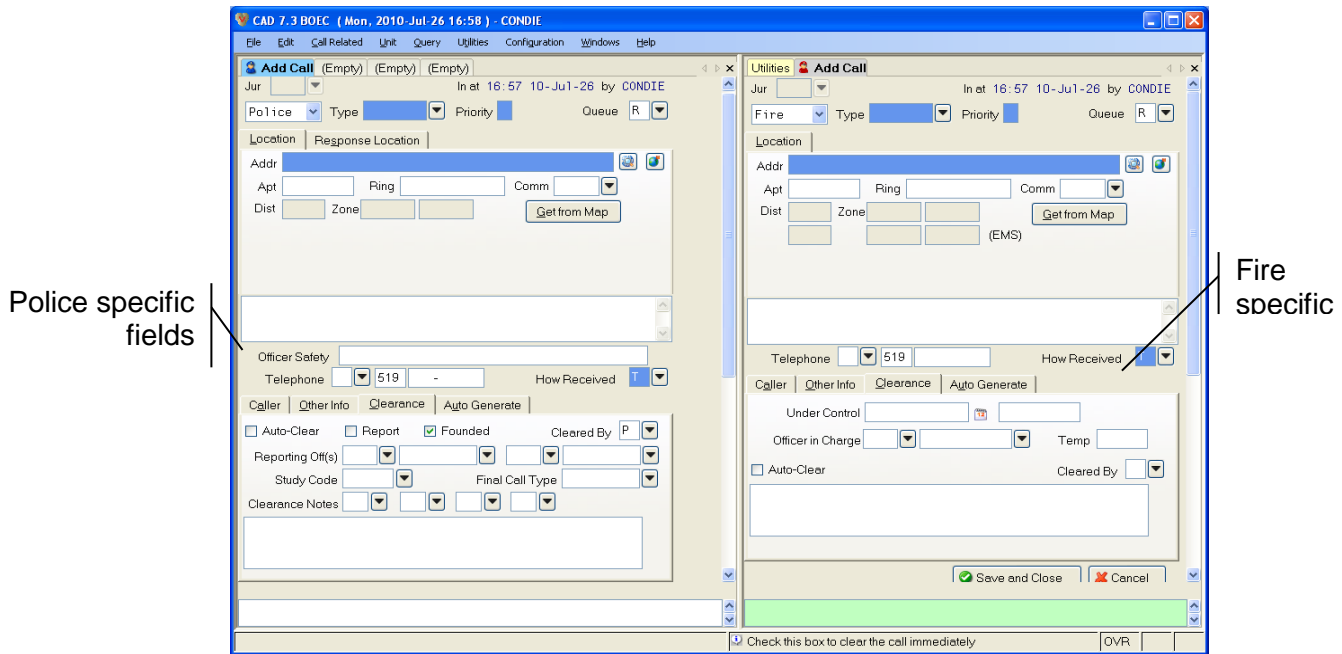 CAD 7.3 BOEC ( Mon, 2010-Jul-26 16:58 ) - CONDIE
File Edit Call Related Unit Query Utilities Configuration Windows Help
Add Call (Empty) (Empty) (Empty)
Jur In at 16:57 10-Jul-26 by CONDIE
Police Type Priority Queue R
Location Response Location
Addr
Apt Ring Comm
Dist Zone Get from Map
Officer Safety
Telephone 519 - How Received T
Caller Other Info Clearance Auto Generate
Auto-Clear Report Founded Cleared By P
Reporting Off(s)
Study Code Final Call Type
Clearance Notes
Utilities Add Call
Jur In at 16:57 10-Jul-26 by CONDIE
Fire Type Priority Queue R
Location
Addr
Apt Ring Comm
Dist Zone Get from Map
(EMS)
Telephone 519 How Received T
Caller Other Info Clearance Auto Generate
Under Control
Officer in Charge Temp
Auto-Clear Cleared By
Save and Close Cancel
Check this box to clear the call immediately OVR
Police specific
fields
Fire
specific